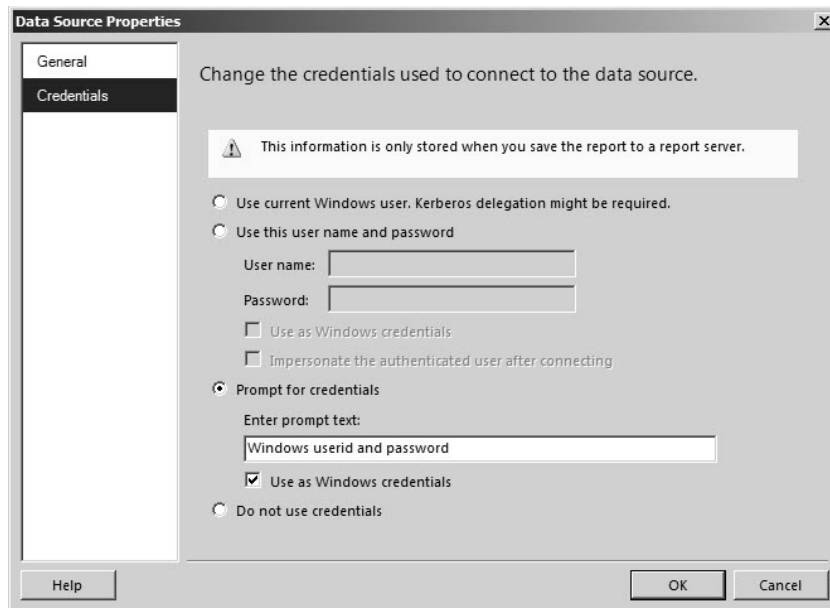 Data Source Properties
General
Credentials
Change the credentials used to connect to the data source.
This information is only stored when you save the report to a report server.
Use current Windows user. Kerberos delegation might be required.
Use this user name and password
User name:
Password:
Use as Windows credentials
Impersonate the authenticated user after connecting
Prompt for credentials
Enter prompt text:
Windows userid and password
Use as Windows credentials
Do not use credentials
Help
OK
Cancel